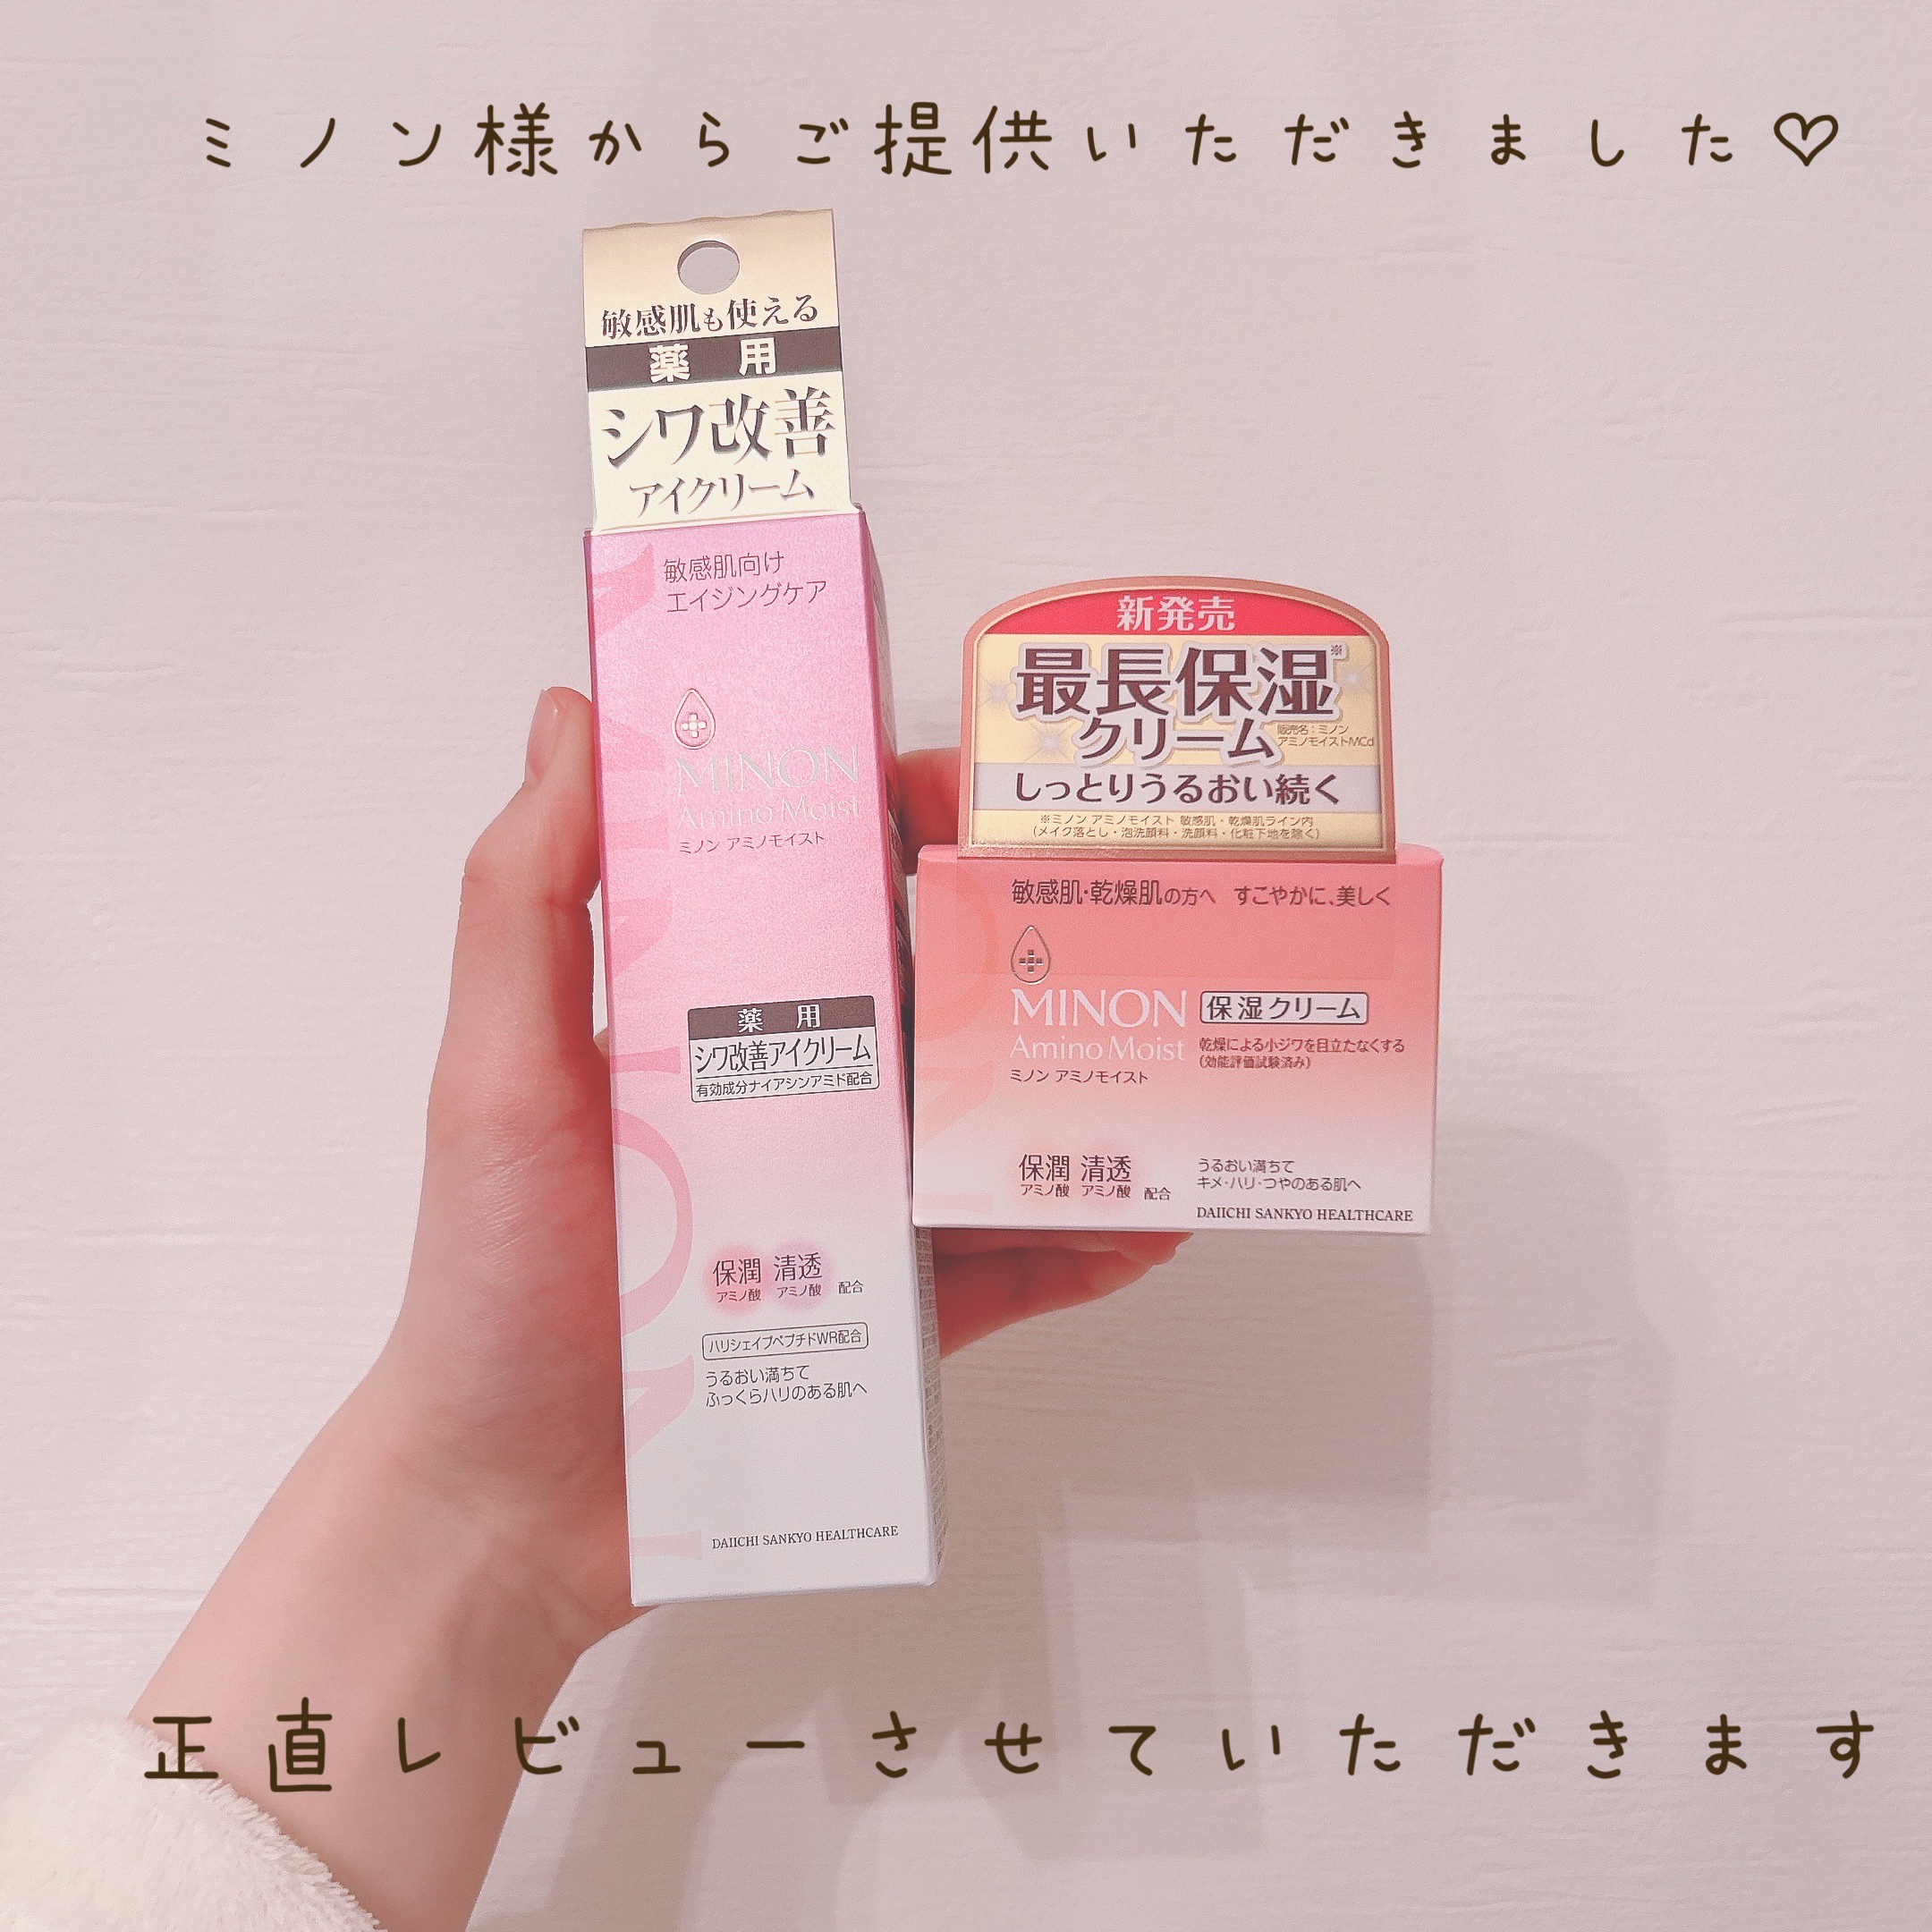 ミノン様からご提供いただきました♡
敏感肌も使える
薬用
シワ改善
アイクリーム
敏感肌向け
エイジングケア
MINON
Amino Moist
ミノン アミノモイスト
薬用
シワ改善アイクリーム
有効成分ナイアシンアミド配合
保潤 清透
アミノ酸 アミノ酸 配合
ハリシェイプペプチドWR配合
うるおい満ちて
ふっくらハリのある肌へ
DAIICHI SANKYO HEALTHCARE
新発売
最長保湿※
クリーム
販売名：ミノン
アミノモイストMCd
しっとりうるおい続く
※ミノン アミノモイスト 敏感肌・乾燥肌ライン内
（メイク落とし・泡洗顔料・洗顔料・化粧下地を除く）
敏感肌・乾燥肌の方へ すこやかに、美しく
MINON
Amino Moist
ミノン アミノモイスト
保湿クリーム
乾燥による小ジワを目立たなくする
（効能評価試験済み）
保潤 清透
アミノ酸 アミノ酸 配合
うるおい満ちて
キメ・ハリ・つやのある肌へ
DAIICHI SANKYO HEALTHCARE
正直レビューさせていただきます